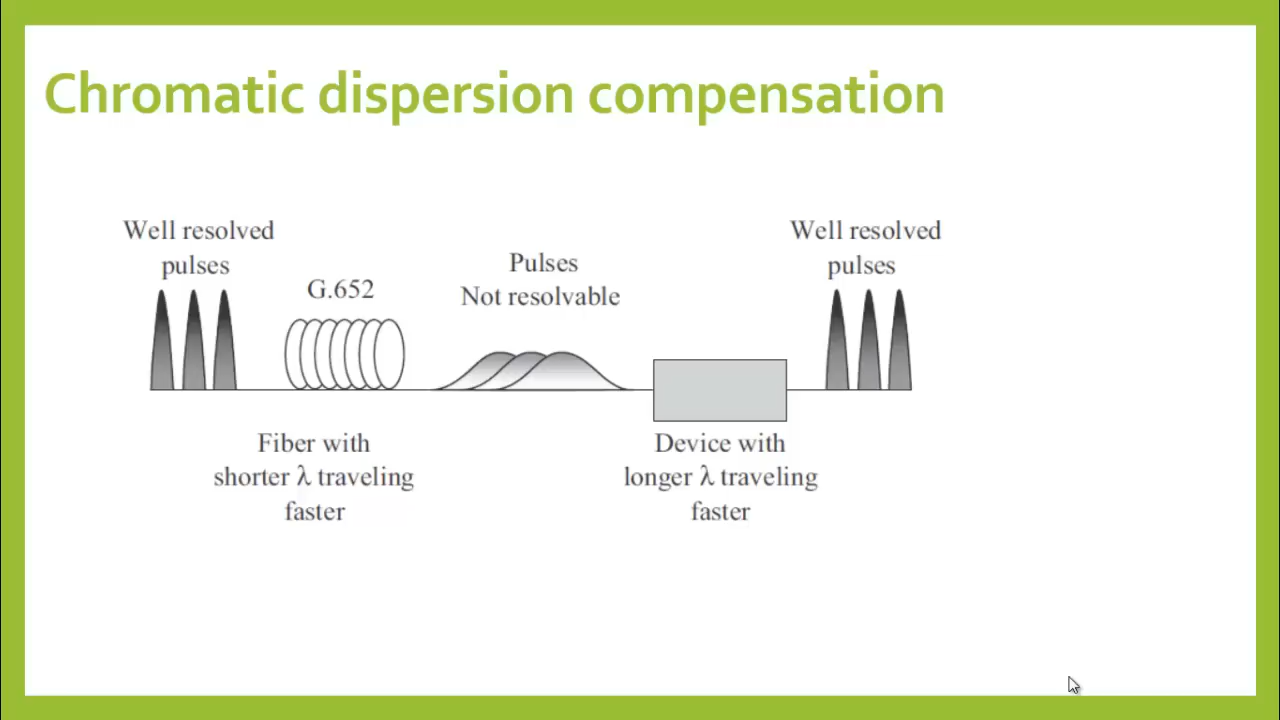 Chromatic dispersion compensation
Well resolved
pulses
G.652
Pulses
Not resolvable
Well resolved
pulses
Fiber with
shorter λ traveling
faster
Device with
longer λ traveling
faster